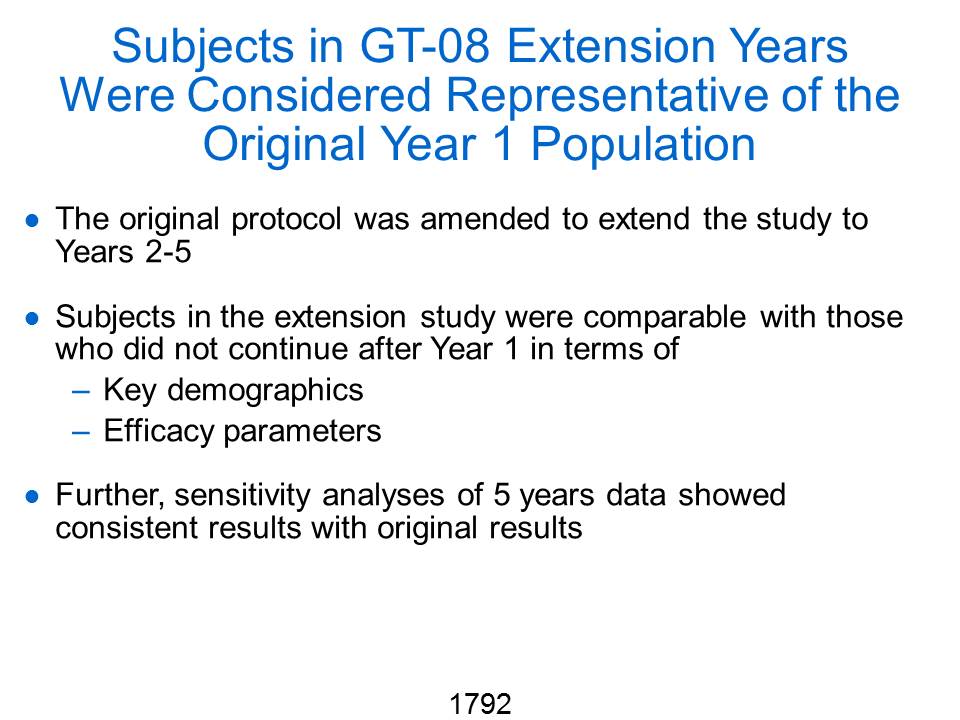 Subjects in GT-08 Extension Years
Were Considered Representative of the
Original Year 1 Population
● The original protocol was amended to extend the study to
Years 2-5
● Subjects in the extension study were comparable with those
who did not continue after Year 1 in terms of
– Key demographics
– Efficacy parameters
● Further, sensitivity analyses of 5 years data showed
consistent results with original results
1792